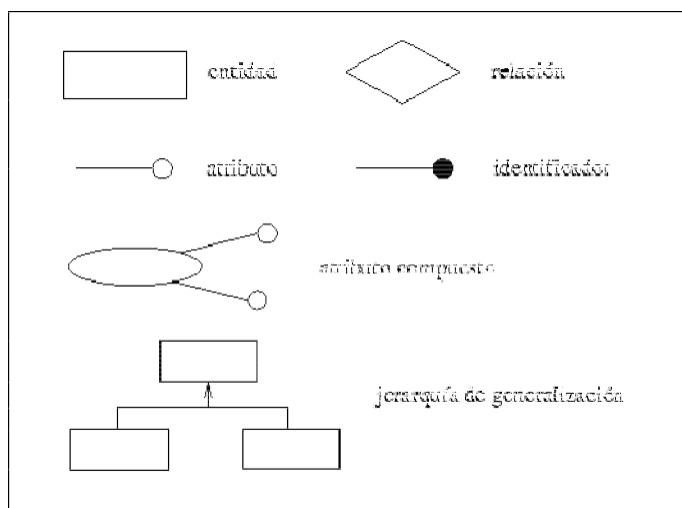 entidad
relación
atributo
identificador
atributo compuesto
jerarquía de generalización